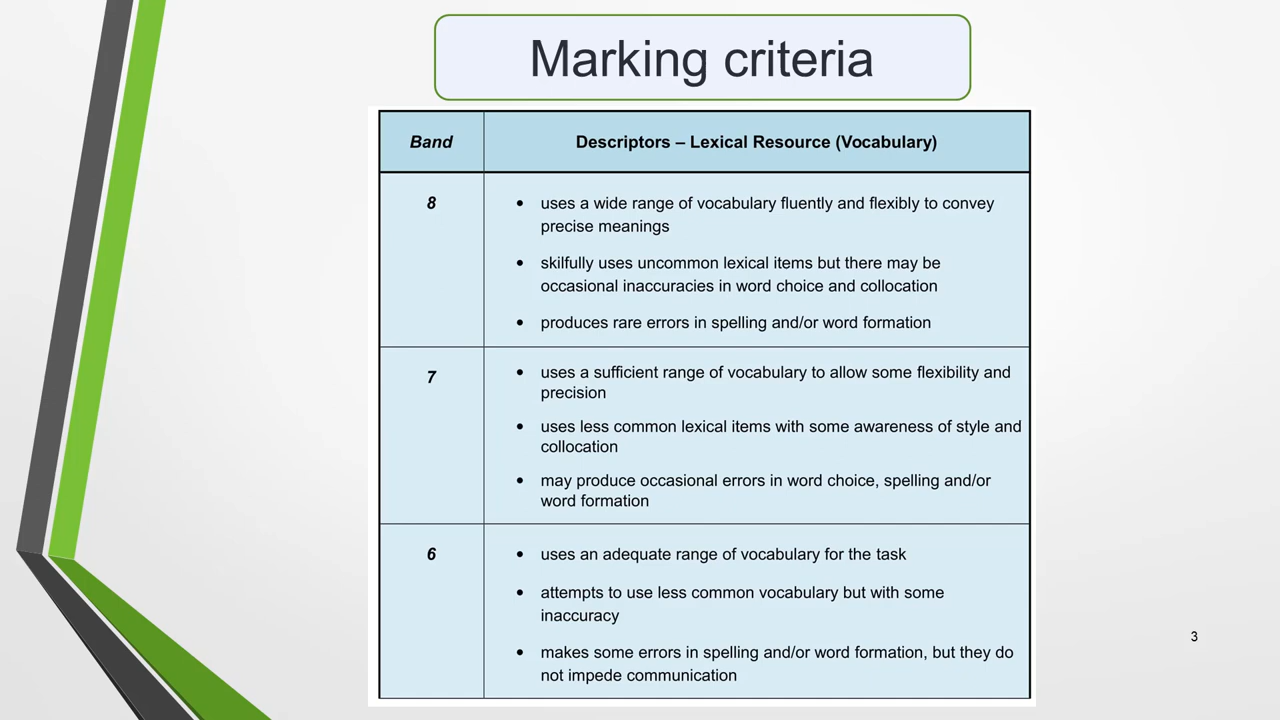 Marking criteria
Band
Descriptors – Lexical Resource (Vocabulary)
8
• uses a wide range of vocabulary fluently and flexibly to convey
precise meanings
• skilfully uses uncommon lexical items but there may be
occasional inaccuracies in word choice and collocation
• produces rare errors in spelling and/or word formation
7
• uses a sufficient range of vocabulary to allow some flexibility and
precision
• uses less common lexical items with some awareness of style and
collocation
• may produce occasional errors in word choice, spelling and/or
word formation
6
• uses an adequate range of vocabulary for the task
• attempts to use less common vocabulary but with some
inaccuracy
• makes some errors in spelling and/or word formation, but they do
not impede communication
3